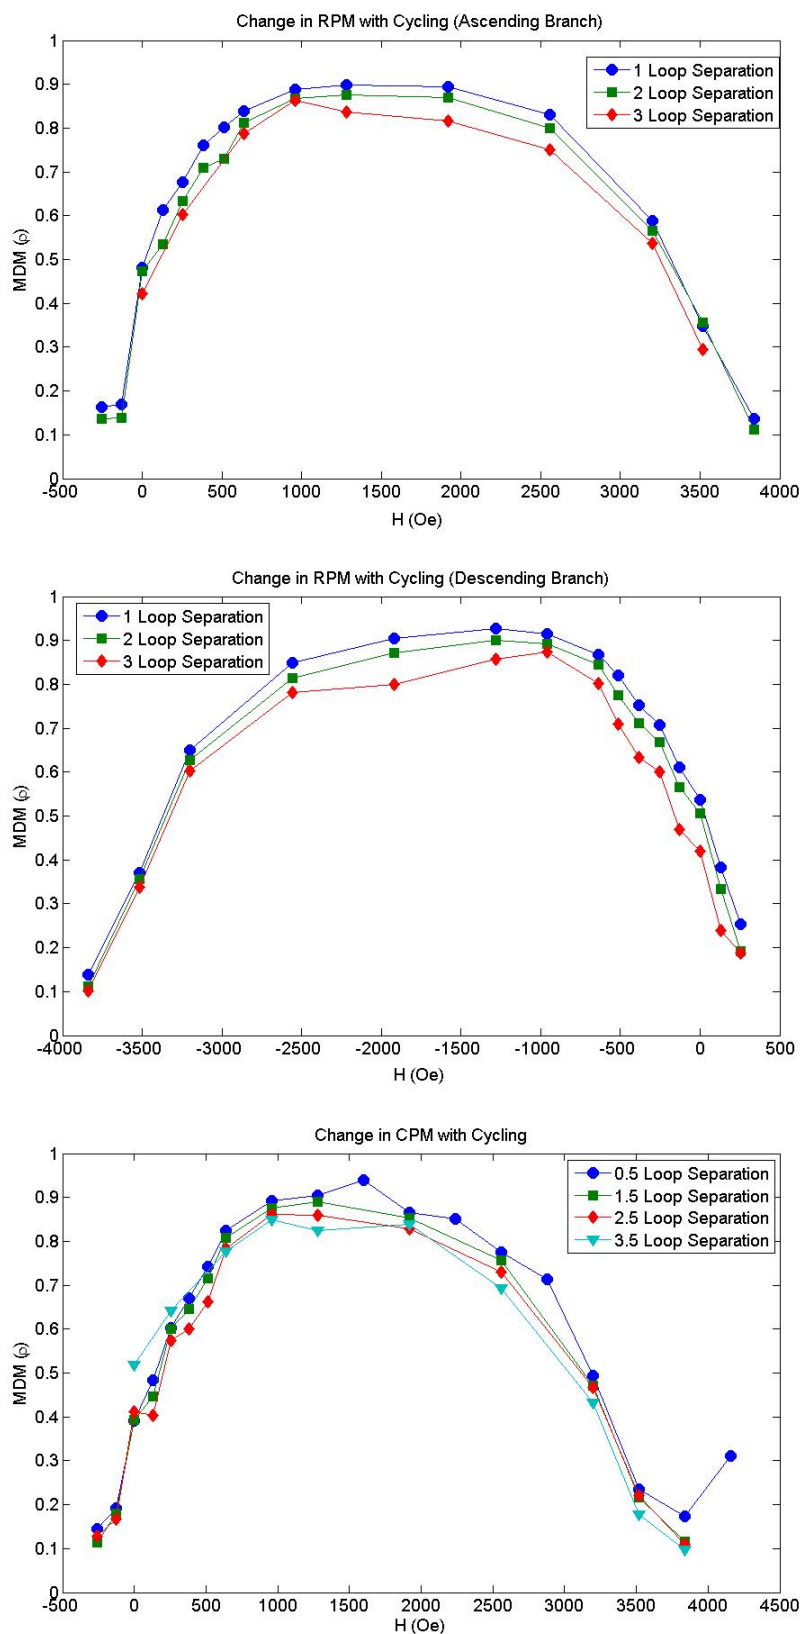 Change in RPM with Cycling (Ascending Branch)
1
0.9
0.8
0.7
0.6
0.5
0.4
0.3
0.2
0.1
0
MDM (ρ)
1 Loop Separation
2 Loop Separation
3 Loop Separation
-500 0 500 1000 1500 2000 2500 3000 3500 4000
H (Oe)
Change in RPM with Cycling (Descending Branch)
1
0.9
0.8
0.7
0.6
0.5
0.4
0.3
0.2
0.1
0
MDM (ρ)
1 Loop Separation
2 Loop Separation
3 Loop Separation
-4000 -3500 -3000 -2500 -2000 -1500 -1000 -500 0 500
H (Oe)
Change in CPM with Cycling
1
0.9
0.8
0.7
0.6
0.5
0.4
0.3
0.2
0.1
0
MDM (ρ)
0.5 Loop Separation
1.5 Loop Separation
2.5 Loop Separation
3.5 Loop Separation
-500 0 500 1000 1500 2000 2500 3000 3500 4000 4500
H (Oe)